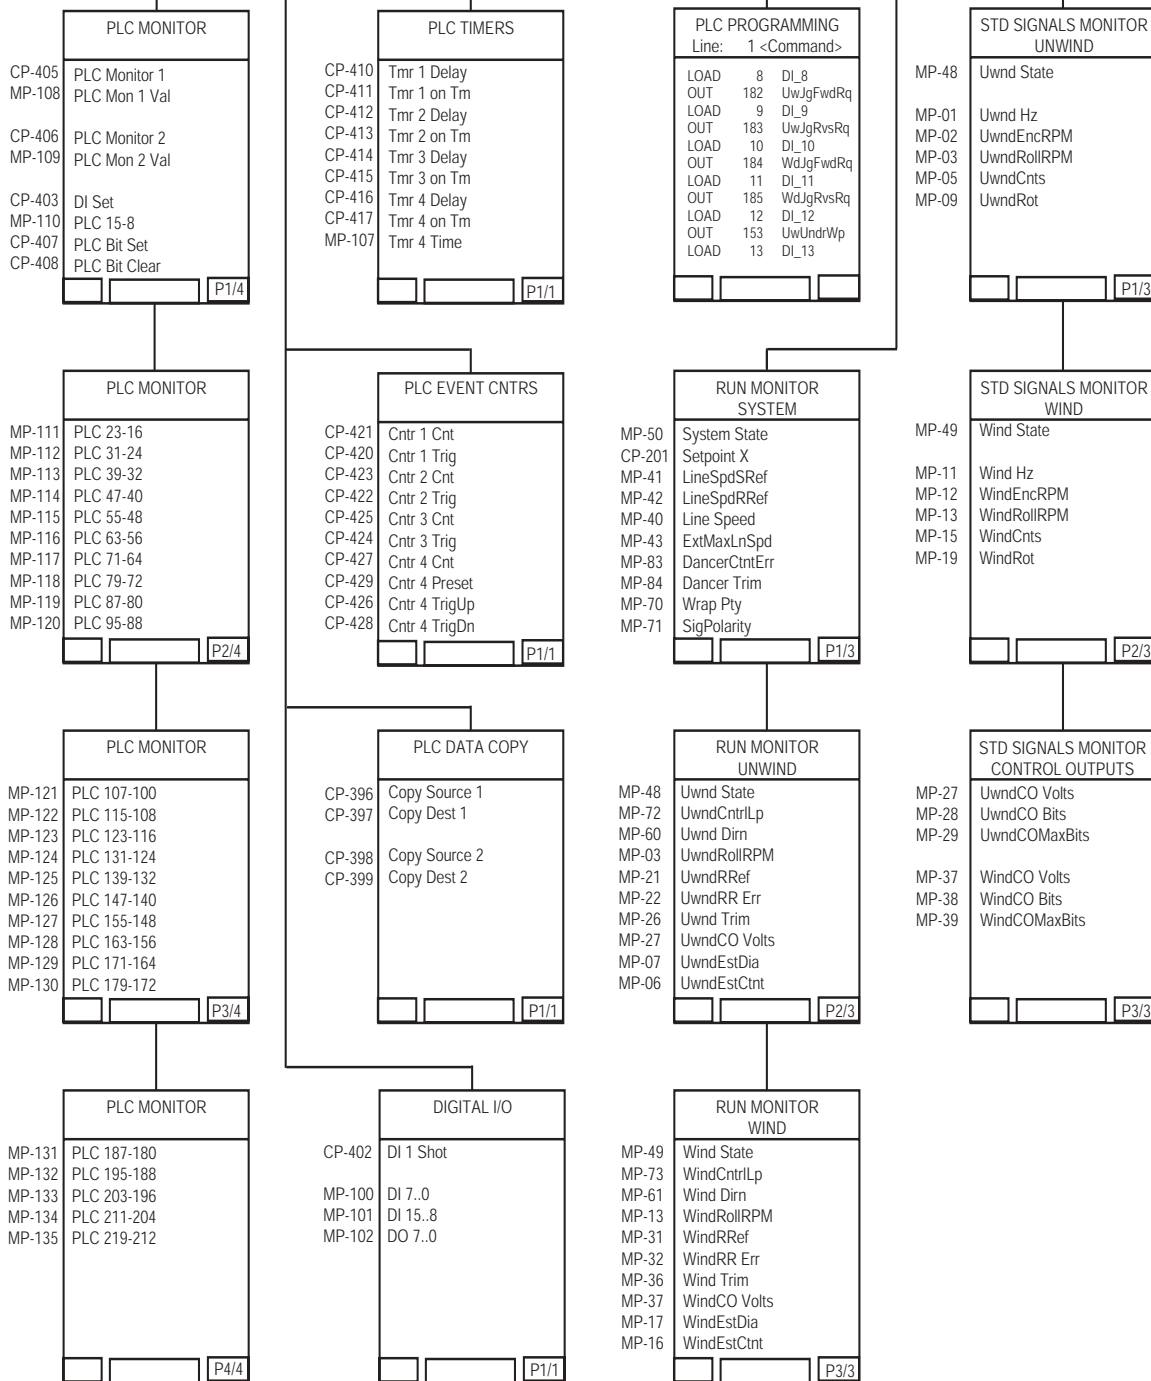 PLC MONITOR
CP-405 PLC Monitor 1
MP-108 PLC Mon 1 Val
CP-406 PLC Monitor 2
MP-109 PLC Mon 2 Val
CP-403 DI Set
MP-110 PLC 15-8
CP-407 PLC Bit Set
CP-408 PLC Bit Clear
P1/4
PLC TIMERS
CP-410 Tmr 1 Delay
CP-411 Tmr 1 on Tm
CP-412 Tmr 2 Delay
CP-413 Tmr 2 on Tm
CP-414 Tmr 3 Delay
CP-415 Tmr 3 on Tm
CP-416 Tmr 4 Delay
CP-417 Tmr 4 on Tm
MP-107 Tmr 4 Time
P1/1
PLC PROGRAMMING
Line: 1 <Command>
LOAD 8 DI_8
OUT 182 UwJgFwdRq
LOAD 9 DI_9
OUT 183 UwJgRvsRq
LOAD 10 DI_10
OUT 184 WdJgFwdRq
LOAD 11 DI_11
OUT 185 WdJgRvsRq
LOAD 12 DI_12
OUT 153 UwUndrWp
LOAD 13 DI_13
STD SIGNALS MONITOR
UNWIND
MP-48 Uwnd State
MP-01 Uwnd Hz
MP-02 UwndEncRPM
MP-03 UwndRollRPM
MP-05 UwndCnts
MP-09 UwndRot
P1/3
PLC MONITOR
MP-111 PLC 23-16
MP-112 PLC 31-24
MP-113 PLC 39-32
MP-114 PLC 47-40
MP-115 PLC 55-48
MP-116 PLC 63-56
MP-117 PLC 71-64
MP-118 PLC 79-72
MP-119 PLC 87-80
MP-120 PLC 95-88
P2/4
PLC EVENT CNTRS
CP-421 Cntr 1 Cnt
CP-420 Cntr 1 Trig
CP-423 Cntr 2 Cnt
CP-422 Cntr 2 Trig
CP-425 Cntr 3 Cnt
CP-424 Cntr 3 Trig
CP-427 Cntr 4 Cnt
CP-429 Cntr 4 Preset
CP-426 Cntr 4 TrigUp
CP-428 Cntr 4 TrigDn
P1/1
RUN MONITOR
SYSTEM
MP-50 System State
CP-201 Setpoint X
MP-41 LineSpdSRef
MP-42 LineSpdRRef
MP-40 Line Speed
MP-43 ExtMaxLnSpd
MP-83 DancerCtntErr
MP-84 Dancer Trim
MP-70 Wrap Pty
MP-71 SigPolarity
P1/3
STD SIGNALS MONITOR
WIND
MP-49 Wind State
MP-11 Wind Hz
MP-12 WindEncRPM
MP-13 WindRollRPM
MP-15 WindCnts
MP-19 WindRot
P2/3
PLC MONITOR
MP-121 PLC 107-100
MP-122 PLC 115-108
MP-123 PLC 123-116
MP-124 PLC 131-124
MP-125 PLC 139-132
MP-126 PLC 147-140
MP-127 PLC 155-148
MP-128 PLC 163-156
MP-129 PLC 171-164
MP-130 PLC 179-172
P3/4
PLC DATA COPY
CP-396 Copy Source 1
CP-397 Copy Dest 1
CP-398 Copy Source 2
CP-399 Copy Dest 2
P1/1
RUN MONITOR
UNWIND
MP-48 Uwnd State
MP-72 UwndCntrlLp
MP-60 Uwnd Dirn
MP-03 UwndRollRPM
MP-21 UwndRRef
MP-22 UwndRR Err
MP-26 Uwnd Trim
MP-27 UwndCO Volts
MP-07 UwndEstDia
MP-06 UwndEstCtnt
P2/3
STD SIGNALS MONITOR
CONTROL OUTPUTS
MP-27 UwndCO Volts
MP-28 UwndCO Bits
MP-29 UwndCOMaxBits
MP-37 WindCO Volts
MP-38 WindCO Bits
MP-39 WindCOMaxBits
P3/3
PLC MONITOR
MP-131 PLC 187-180
MP-132 PLC 195-188
MP-133 PLC 203-196
MP-134 PLC 211-204
MP-135 PLC 219-212
P4/4
DIGITAL I/O
CP-402 DI 1 Shot
MP-100 DI 7..0
MP-101 DI 15..8
MP-102 DO 7..0
P1/1
RUN MONITOR
WIND
MP-49 Wind State
MP-73 WindCntrlLp
MP-61 Wind Dirn
MP-13 WindRollRPM
MP-31 WindRRef
MP-32 WindRR Err
MP-36 Wind Trim
MP-37 WindCO Volts
MP-17 WindEstDia
MP-16 WindEstCtnt
P3/3